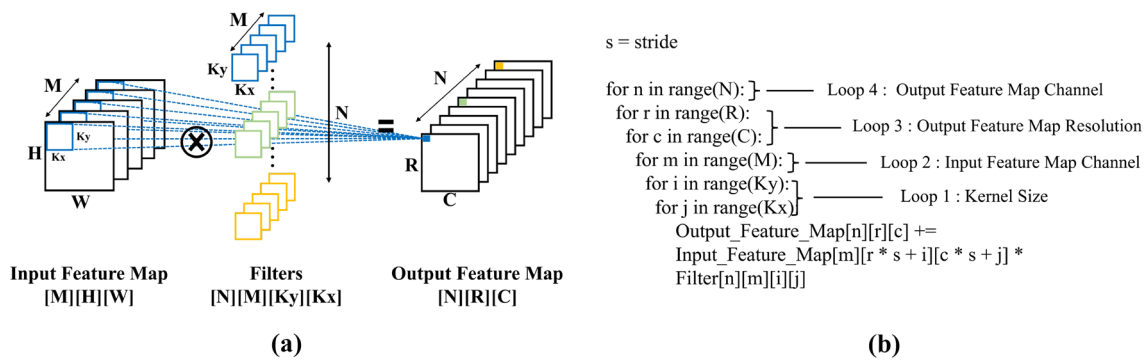 M
Ky
Kx
M
Ky
Kx
H
W
N
N
R
C
Input Feature Map
[M][H][W]
Filters
[N][M][Ky][Kx]
Output Feature Map
[N][R][C]
(a)
s = stride
for n in range(N):
Loop 4 : Output Feature Map Channel
for r in range(R):
for c in range(C):
Loop 3 : Output Feature Map Resolution
for m in range(M):
Loop 2 : Input Feature Map Channel
for i in range(Ky):
for j in range(Kx)
Loop 1 : Kernel Size
Output_Feature_Map[n][r][c] +=
Input_Feature_Map[m][r * s + i][c * s + j] *
Filter[n][m][i][j]
(b)